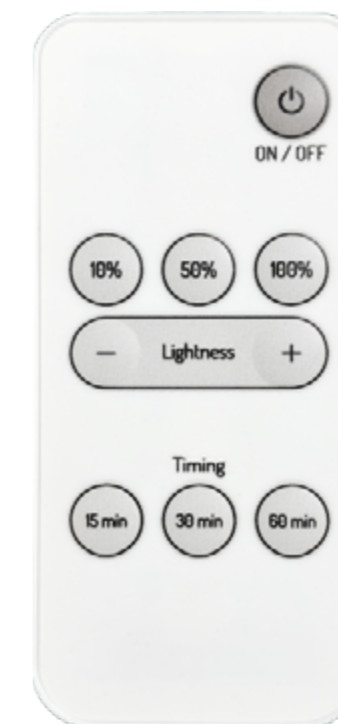 ON / OFF
10% 50% 100%
− Lightness +
Timing
15 min 30 min 60 min